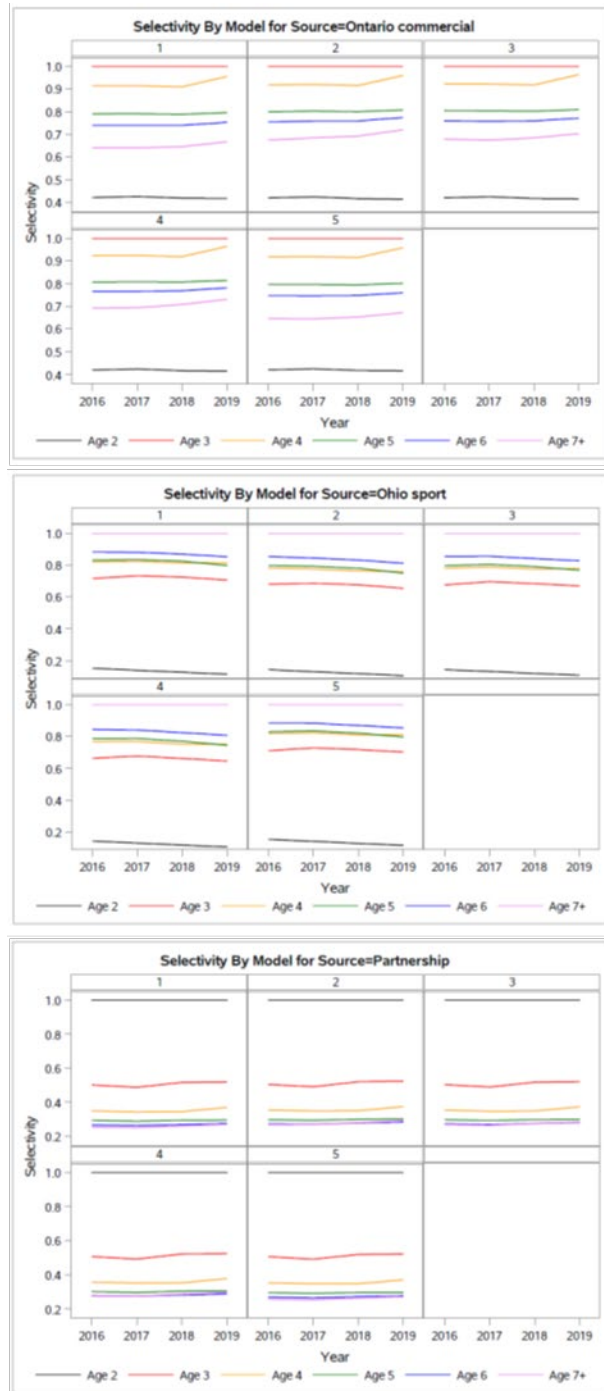 Selectivity By Model for Source=Ontario commercial
1 2 3
1.0
0.9
0.8
0.7
0.6
0.5
0.4
4 5
1.0
0.9
0.8
0.7
0.6
0.5
0.4
Selectivity
2016 2017 2018 2019 2016 2017 2018 2019 2016 2017 2018 2019
Year
Age 2 Age 3 Age 4 Age 5 Age 6 Age 7+
Selectivity By Model for Source=Ohio sport
1 2 3
1.0
0.8
0.6
0.4
0.2
4 5
1.0
0.8
0.6
0.4
0.2
Selectivity
2016 2017 2018 2019 2016 2017 2018 2019 2016 2017 2018 2019
Year
Age 2 Age 3 Age 4 Age 5 Age 6 Age 7+
Selectivity By Model for Source=Partnership
1 2 3
1.0
0.8
0.6
0.4
0.2
4 5
1.0
0.8
0.6
0.4
0.2
Selectivity
2016 2017 2018 2019 2016 2017 2018 2019 2016 2017 2018 2019
Year
Age 2 Age 3 Age 4 Age 5 Age 6 Age 7+